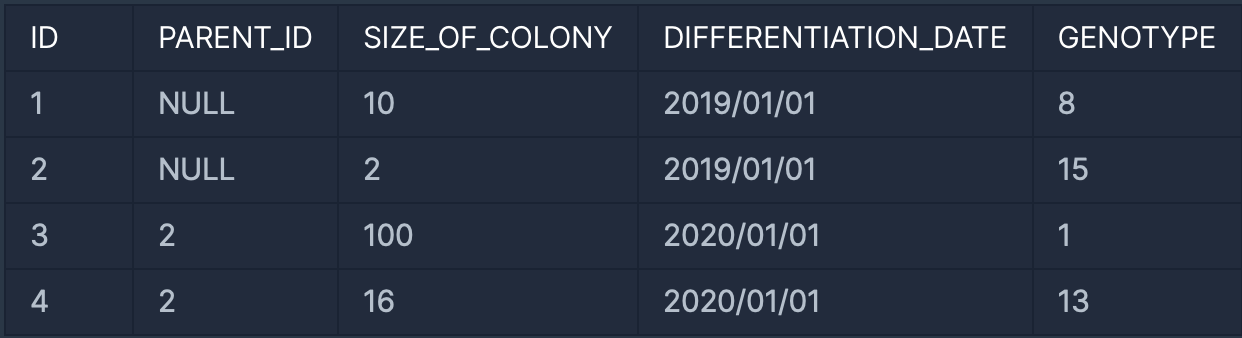 ID PARENT_ID SIZE_OF_COLONY DIFFERENTIATION_DATE GENOTYPE
1 NULL 10 2019/01/01 8
2 NULL 2 2019/01/01 15
3 2 100 2020/01/01 1
4 2 16 2020/01/01 13